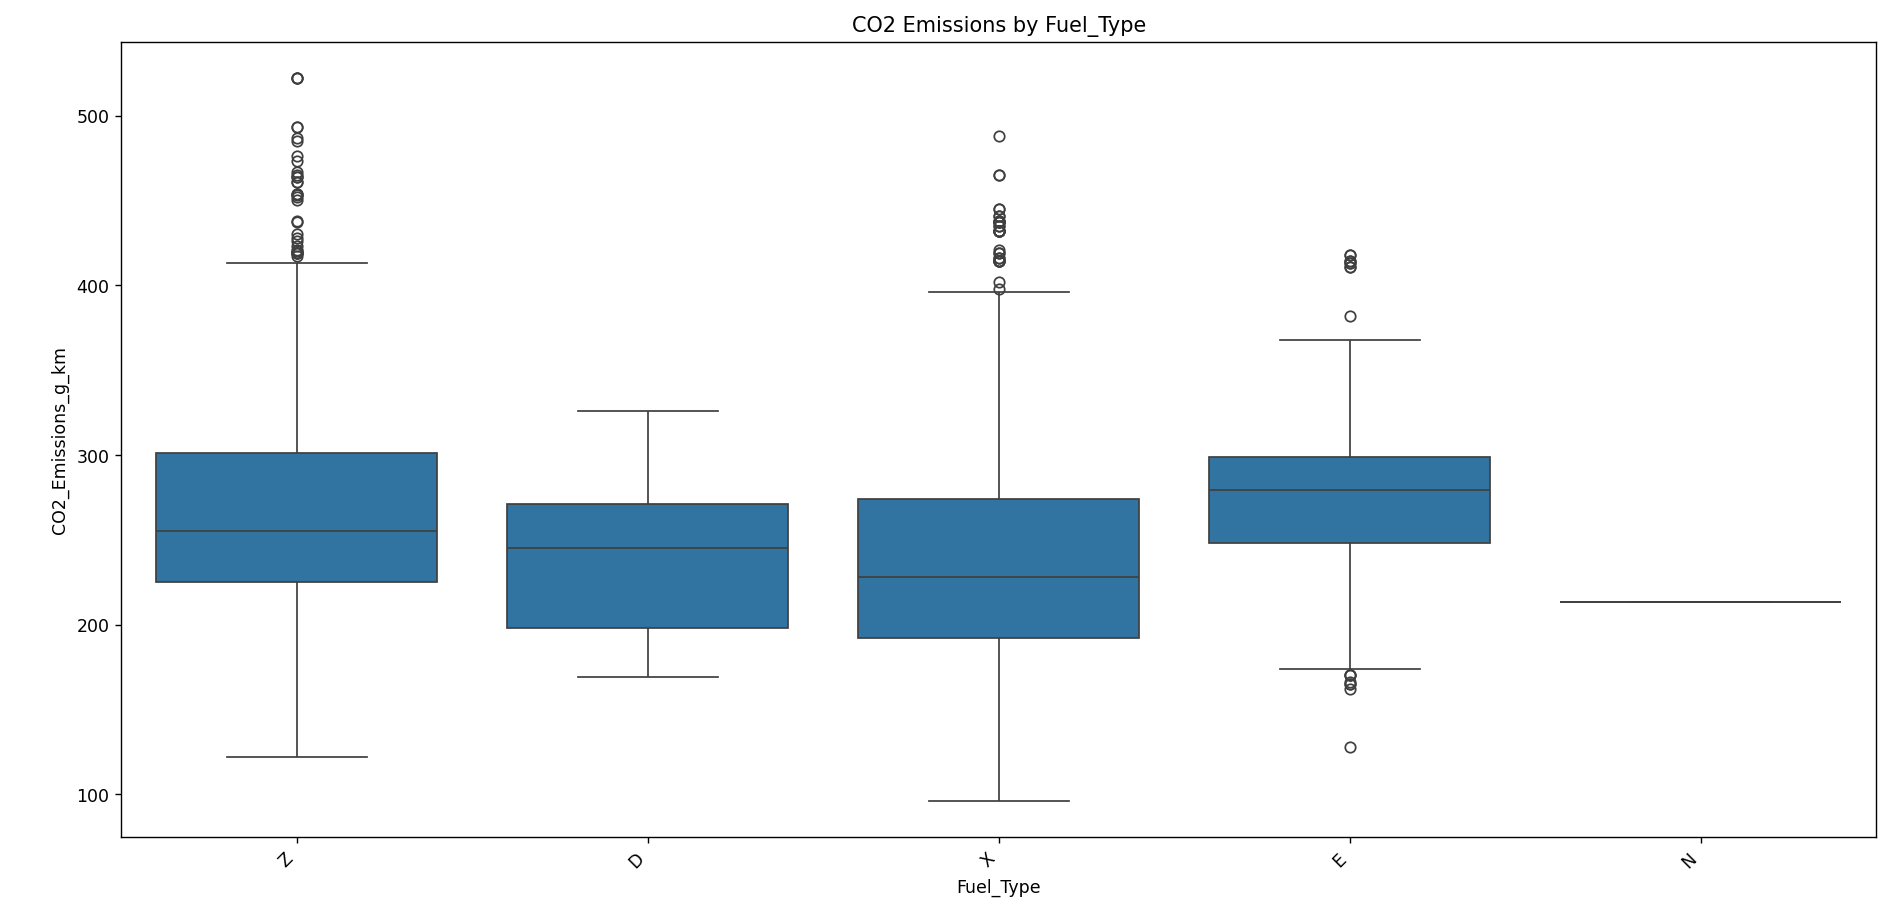 CO2 Emissions by Fuel_Type
CO2_Emissions_g_km
500
400
300
200
100
Z
D
X
E
N
Fuel_Type